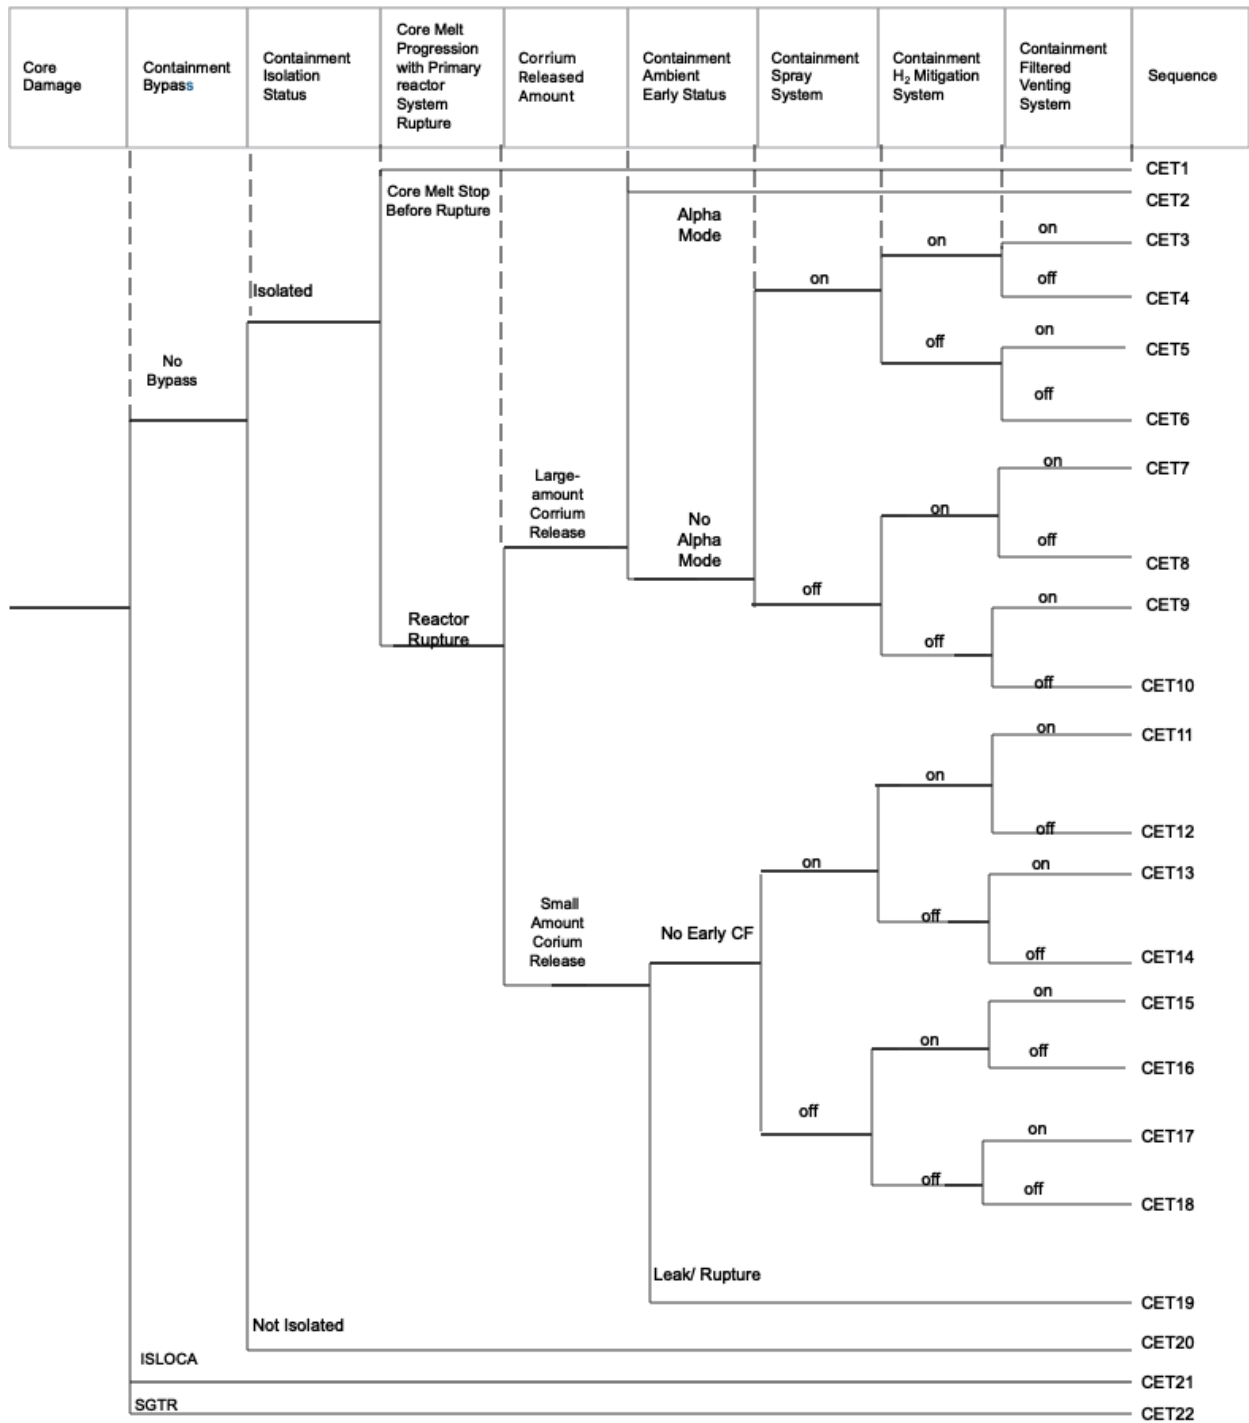 Core
Damage
Containment
Bypass
Containment
Isolation
Status
Core Melt
Progression
with Primary
reactor
System
Rupture
Corrium
Released
Amount
Containment
Ambient
Early Status
Containment
Spray
System
Containment
H₂ Mitigation
System
Containment
Filtered
Venting
System
Sequence
CET1
Core Melt Stop
Before Rupture
CET2
Alpha
Mode
on
on
CET3
on
off
CET4
Isolated
on
off
CET5
No
Bypass
off
CET6
on
CET7
Large-
amount
Corrium
Release
on
No
Alpha
Mode
off
CET8
off
on
CET9
Reactor
Rupture
off
off
CET10
on
CET11
on
off
CET12
on
on
CET13
Small
Amount
Corium
Release
off
No Early CF
off
CET14
on
CET15
on
off
CET16
off
on
CET17
off
off
CET18
Leak/ Rupture
CET19
Not Isolated
CET20
ISLOCA
CET21
SGTR
CET22